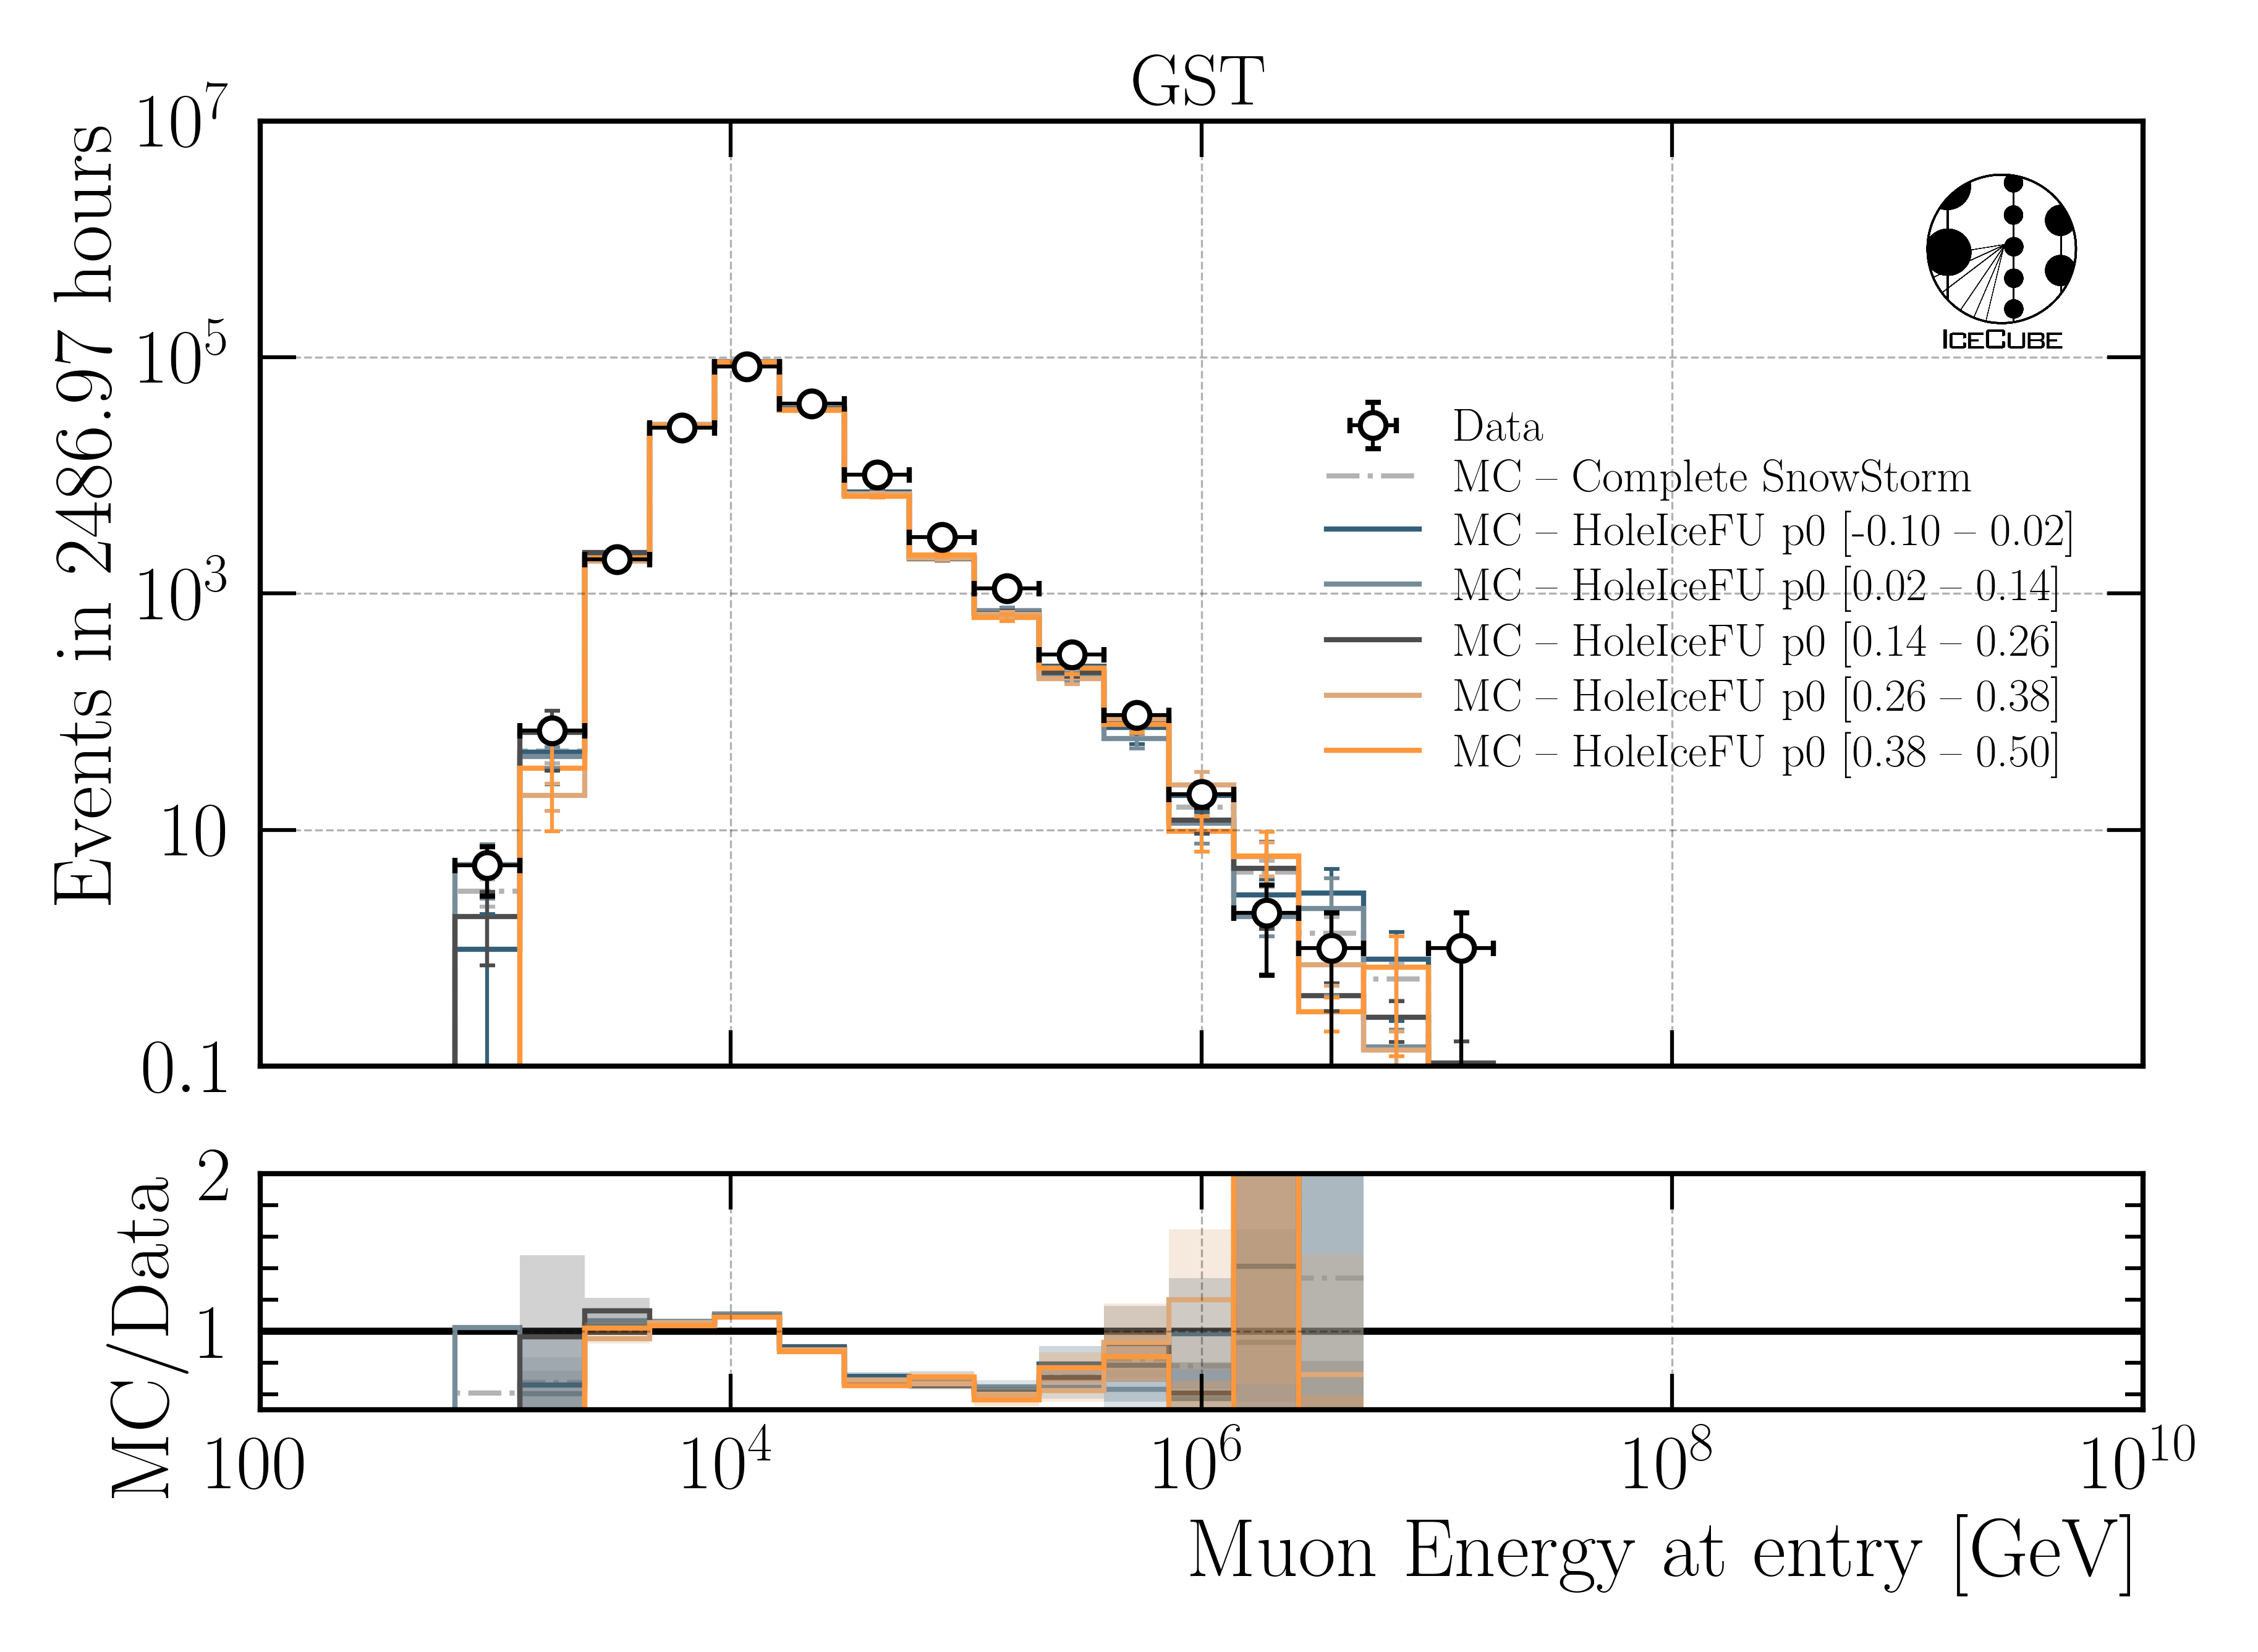 GST
10^7
10^5
10^3
10
0.1
Events in 2486.97 hours
ICECUBE
Data
MC – Complete SnowStorm
MC – HoleIceFU p0 [-0.10 – 0.02]
MC – HoleIceFU p0 [0.02 – 0.14]
MC – HoleIceFU p0 [0.14 – 0.26]
MC – HoleIceFU p0 [0.26 – 0.38]
MC – HoleIceFU p0 [0.38 – 0.50]
2
1
MC/Data
100 10^4 10^6 10^8 10^10
Muon Energy at entry [GeV]